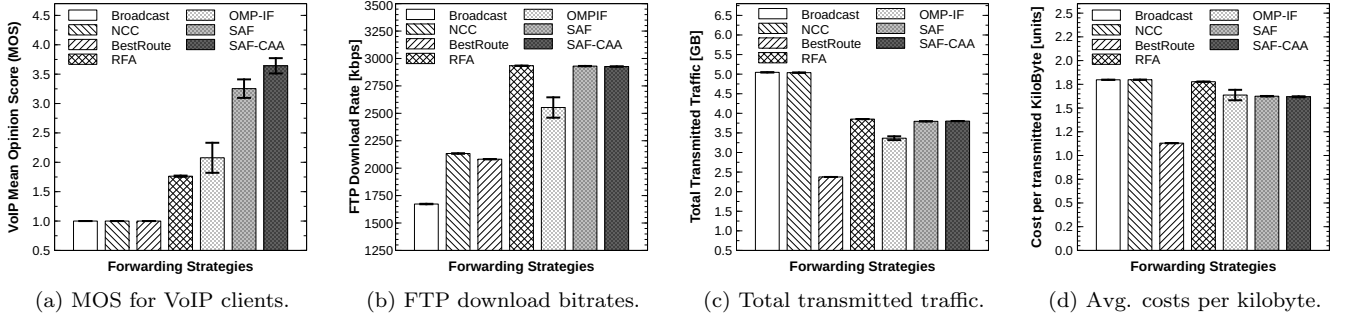 VoIP Mean Opinion Score (MOS)
4.5
4.0
3.5
3.0
2.5
2.0
1.5
1.0
0.5
Broadcast
NCC
BestRoute
RFA
OMP-IF
SAF
SAF-CAA
Forwarding Strategies
(a) MOS for VoIP clients.
FTP Download Rate [kbps]
3500
3250
3000
2750
2500
2250
2000
1750
1500
1250
Broadcast
NCC
BestRoute
RFA
OMPIF
SAF
SAF-CAA
Forwarding Strategies
(b) FTP download bitrates.
Total Transmitted Traffic [GB]
6.5
6.0
5.5
5.0
4.5
4.0
3.5
3.0
2.5
2.0
1.5
1.0
0.5
Broadcast
NCC
BestRoute
RFA
OMP-IF
SAF
SAF-CAA
Forwarding Strategies
(c) Total transmitted traffic.
Cost per transmitted KiloByte [units]
2.5
2.2
2.0
1.8
1.5
1.2
1.0
0.8
0.5
0.2
0.0
Broadcast
NCC
BestRoute
RFA
OMP-IF
SAF
SAF-CAA
Forwarding Strategies
(d) Avg. costs per kilobyte.